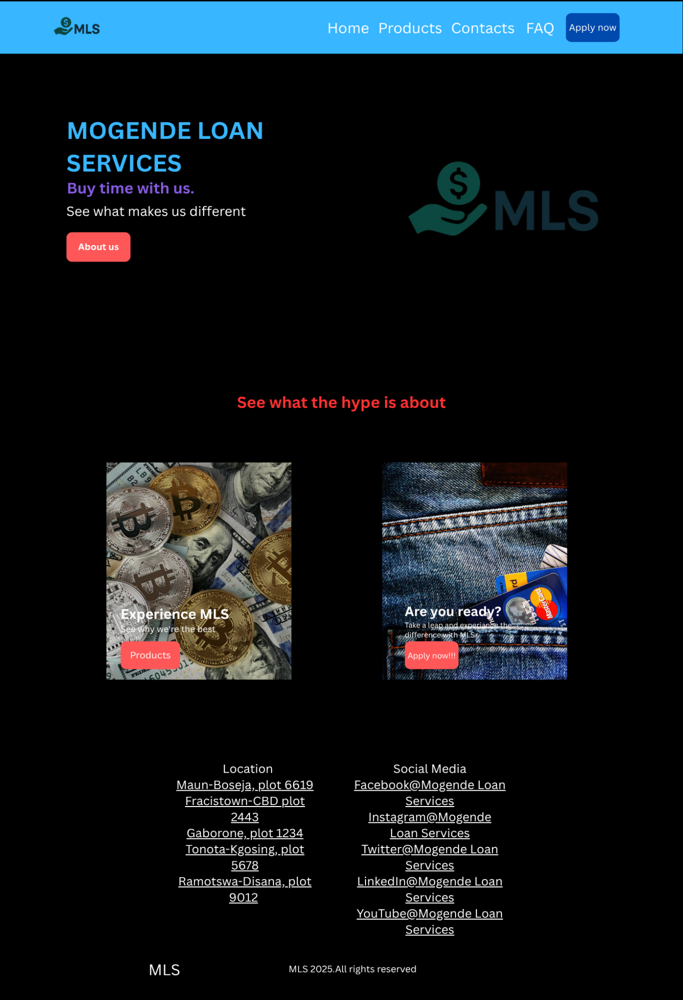 MLS
Home Products Contacts FAQ Apply now
MOGENDE LOAN
SERVICES
Buy time with us.
See what makes us different
About us
$ MLS
See what the hype is about
Experience MLS
See why we're the best
Products
MasterCard
Are you ready?
Take a leap and experiance the
difference with MLS
Apply now!!!
Location
Maun-Boseja, plot 6619
Fracistown-CBD plot
2443
Gaborone, plot 1234
Tonota-Kgosing, plot
5678
Ramotswa-Disana, plot
9012
Social Media
Facebook@Mogende Loan
Services
Instagram@Mogende
Loan Services
Twitter@Mogende Loan
Services
LinkedIn@Mogende Loan
Services
YouTube@Mogende Loan
Services
MLS
MLS 2025.All rights reserved